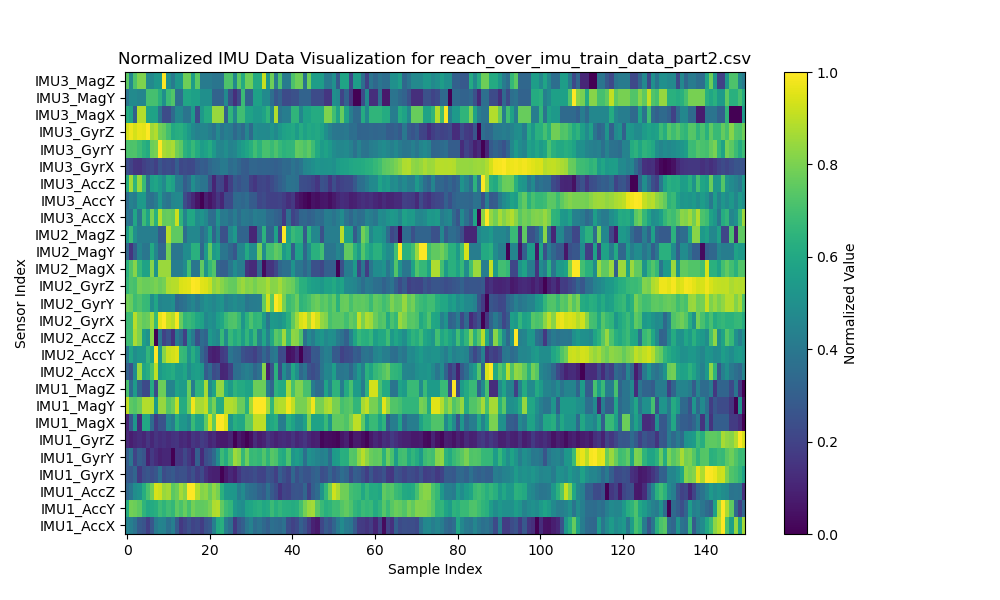 Normalized IMU Data Visualization for reach_over_imu_train_data_part2.csv
IMU3_MagZ
IMU3_MagY
IMU3_MagX
IMU3_GyrZ
IMU3_GyrY
IMU3_GyrX
IMU3_AccZ
IMU3_AccY
IMU3_AccX
IMU2_MagZ
IMU2_MagY
IMU2_MagX
IMU2_GyrZ
IMU2_GyrY
IMU2_GyrX
IMU2_AccZ
IMU2_AccY
IMU2_AccX
IMU1_MagZ
IMU1_MagY
IMU1_MagX
IMU1_GyrZ
IMU1_GyrY
IMU1_GyrX
IMU1_AccZ
IMU1_AccY
IMU1_AccX
Sensor Index
0 20 40 60 80 100 120 140
Sample Index
1.0
0.8
0.6
0.4
0.2
0.0
Normalized Value